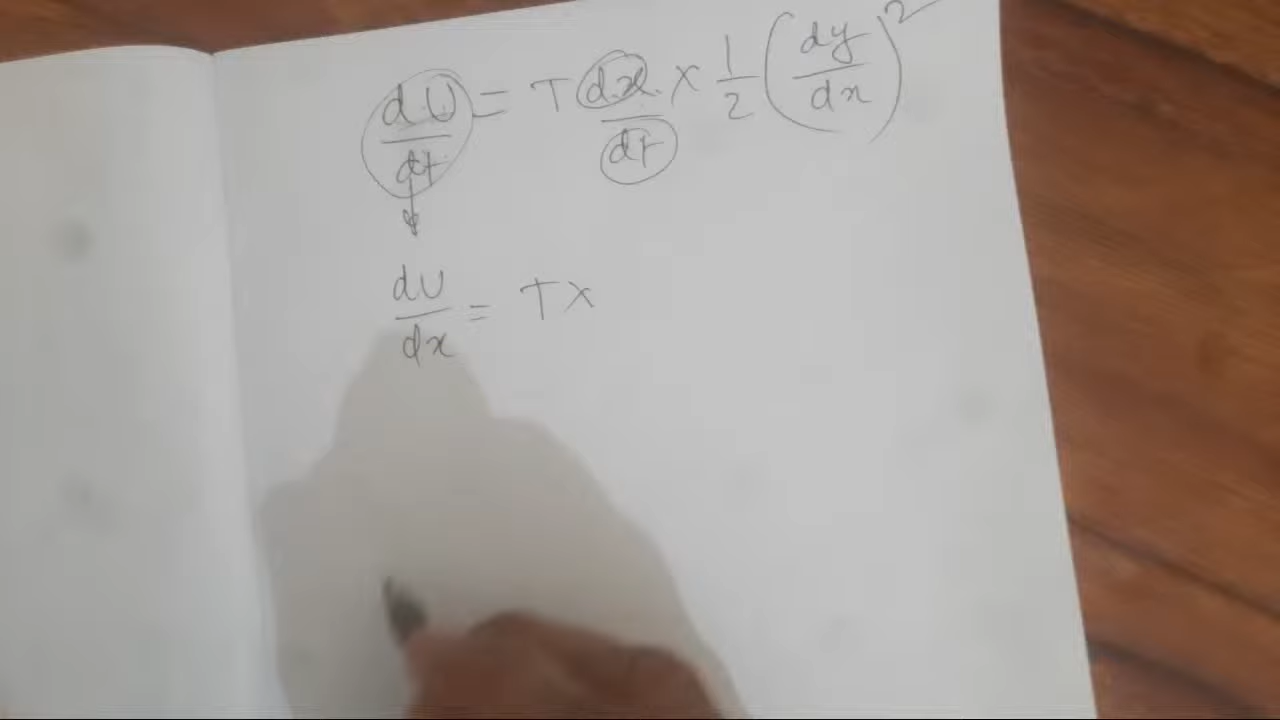 dU/dt = T dx/dt × 1/2 (dy/dx)²
dU/dx = T ×